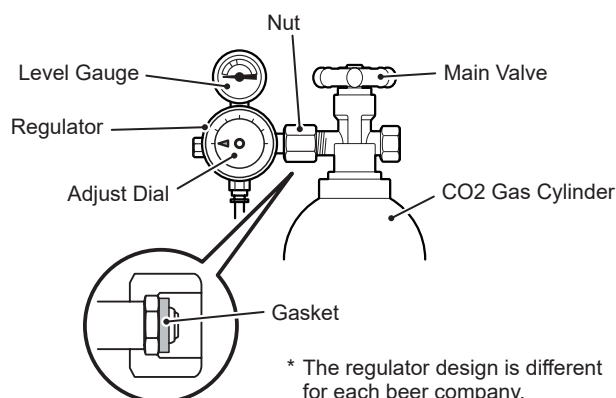 Nut
Level Gauge
Main Valve
Regulator
Adjust Dial
CO2 Gas Cylinder
Gasket
* The regulator design is different
for each beer company.